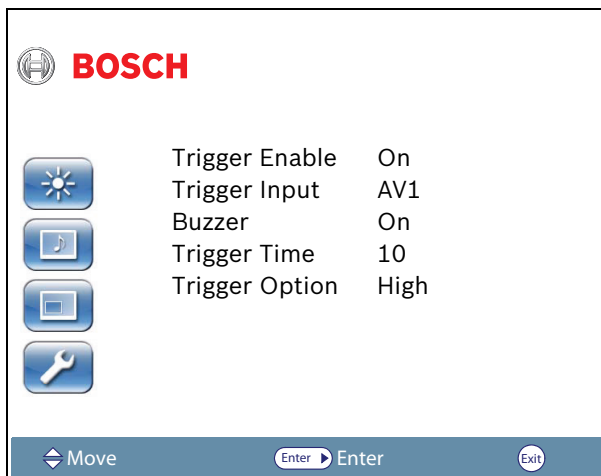 BOSCH
Trigger Enable On
Trigger Input AV1
Buzzer On
Trigger Time 10
Trigger Option High
Move Enter Enter Exit